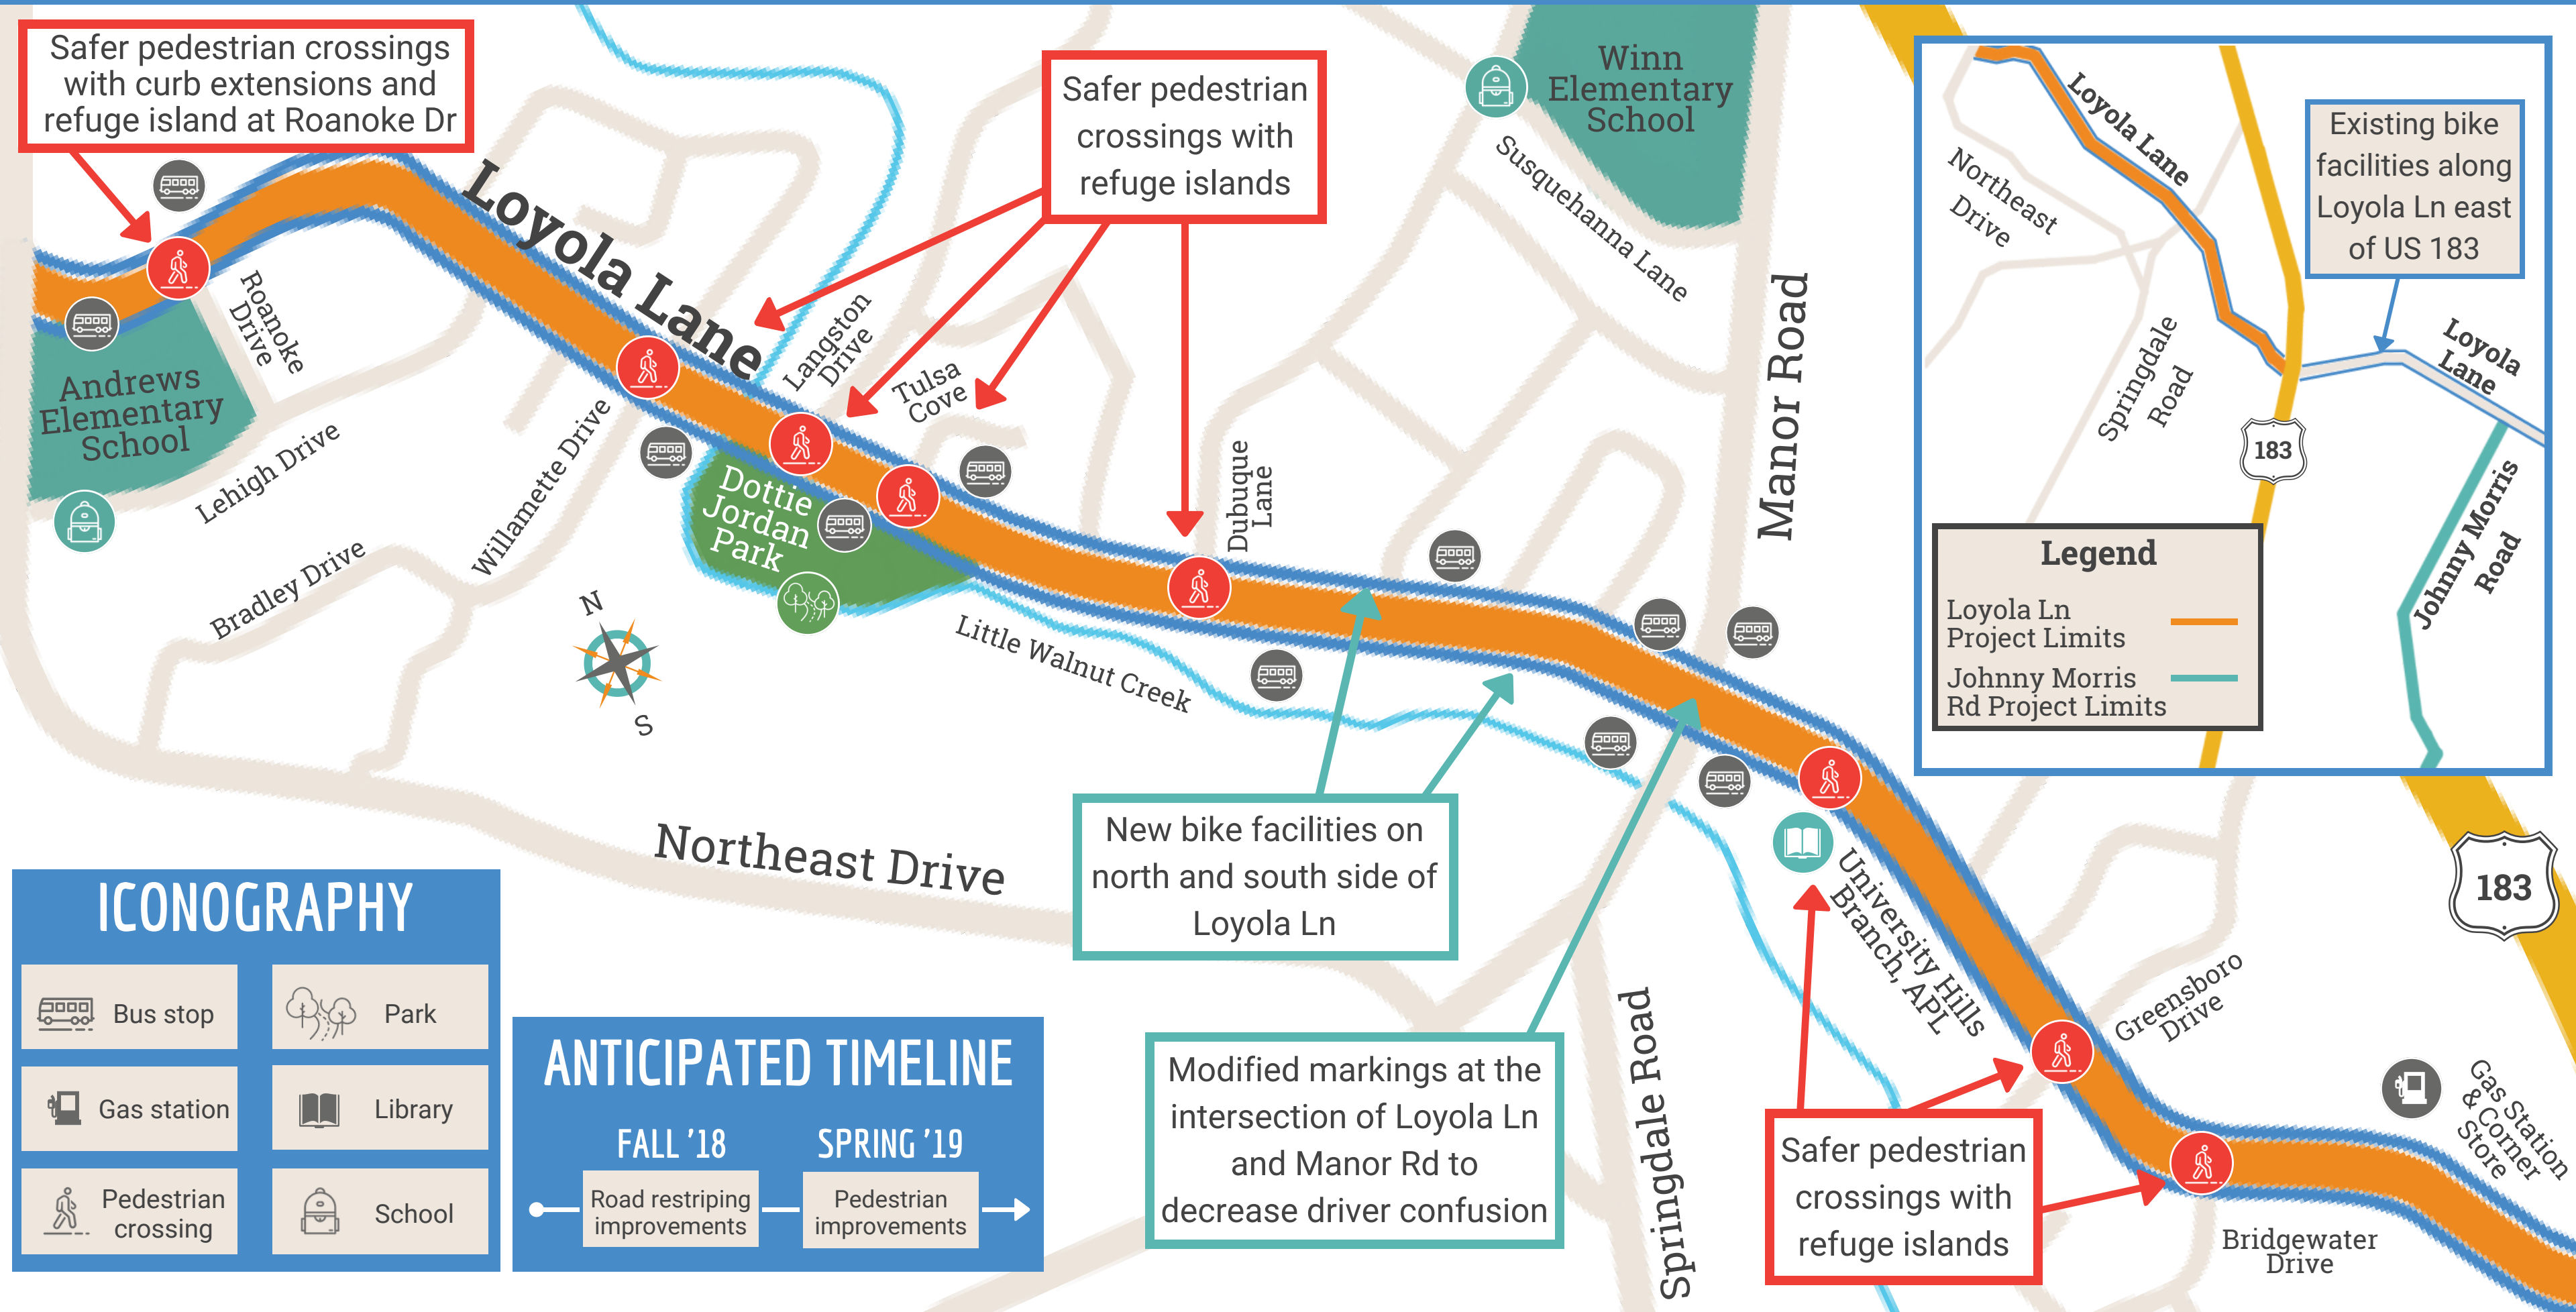 Safer pedestrian crossings
with curb extensions and
refuge island at Roanoke Dr
Safer pedestrian
crossings with
refuge islands
Winn
Elementary
School
Susquehanna Lane
Manor Road
Loyola Lane
Roanoke
Drive
Andrews
Elementary
School
Lehigh Drive
Bradley Drive
Willamette Drive
Langston
Drive
Tulsa
Cove
Dottie
Jordan
Park
Dubuque
Lane
Little Walnut Creek
N
S
Northeast Drive
New bike facilities on
north and south side of
Loyola Ln
Modified markings at the
intersection of Loyola Ln
and Manor Rd to
decrease driver confusion
Springdale Road
University Hills
Branch, APL
Safer pedestrian
crossings with
refuge islands
Greensboro
Drive
Bridgewater
Drive
Gas Station
& Corner
Store
183
Loyola Lane
Northeast
Drive
Springdale
Road
183
Existing bike
facilities along
Loyola Ln east
of US 183
Loyola
Lane
Johnny Morris
Road
Legend
Loyola Ln
Project Limits
Johnny Morris
Rd Project Limits
ICONOGRAPHY
Bus stop
Park
Gas station
Library
Pedestrian
crossing
School
ANTICIPATED TIMELINE
FALL '18
SPRING '19
Road restriping
improvements
Pedestrian
improvements